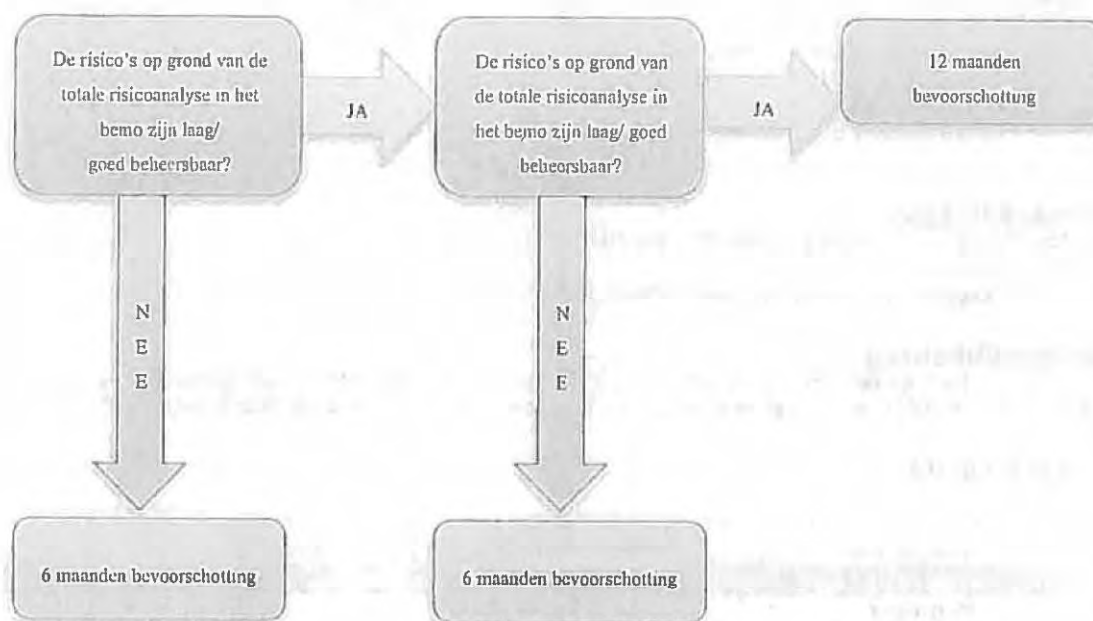 De risico's op grond van de
totale risicoanalyse in het
bemo zijn laag/
goed beheersbaar?
JA
De risico's op grond van
de totale risicoanalyse in
het bemo zijn laag/ goed
beheersbaar?
JA
12 maanden
bevoorschotting
N
E
E
N
E
E
6 maanden bevoorschotting
6 maanden bevoorschotting